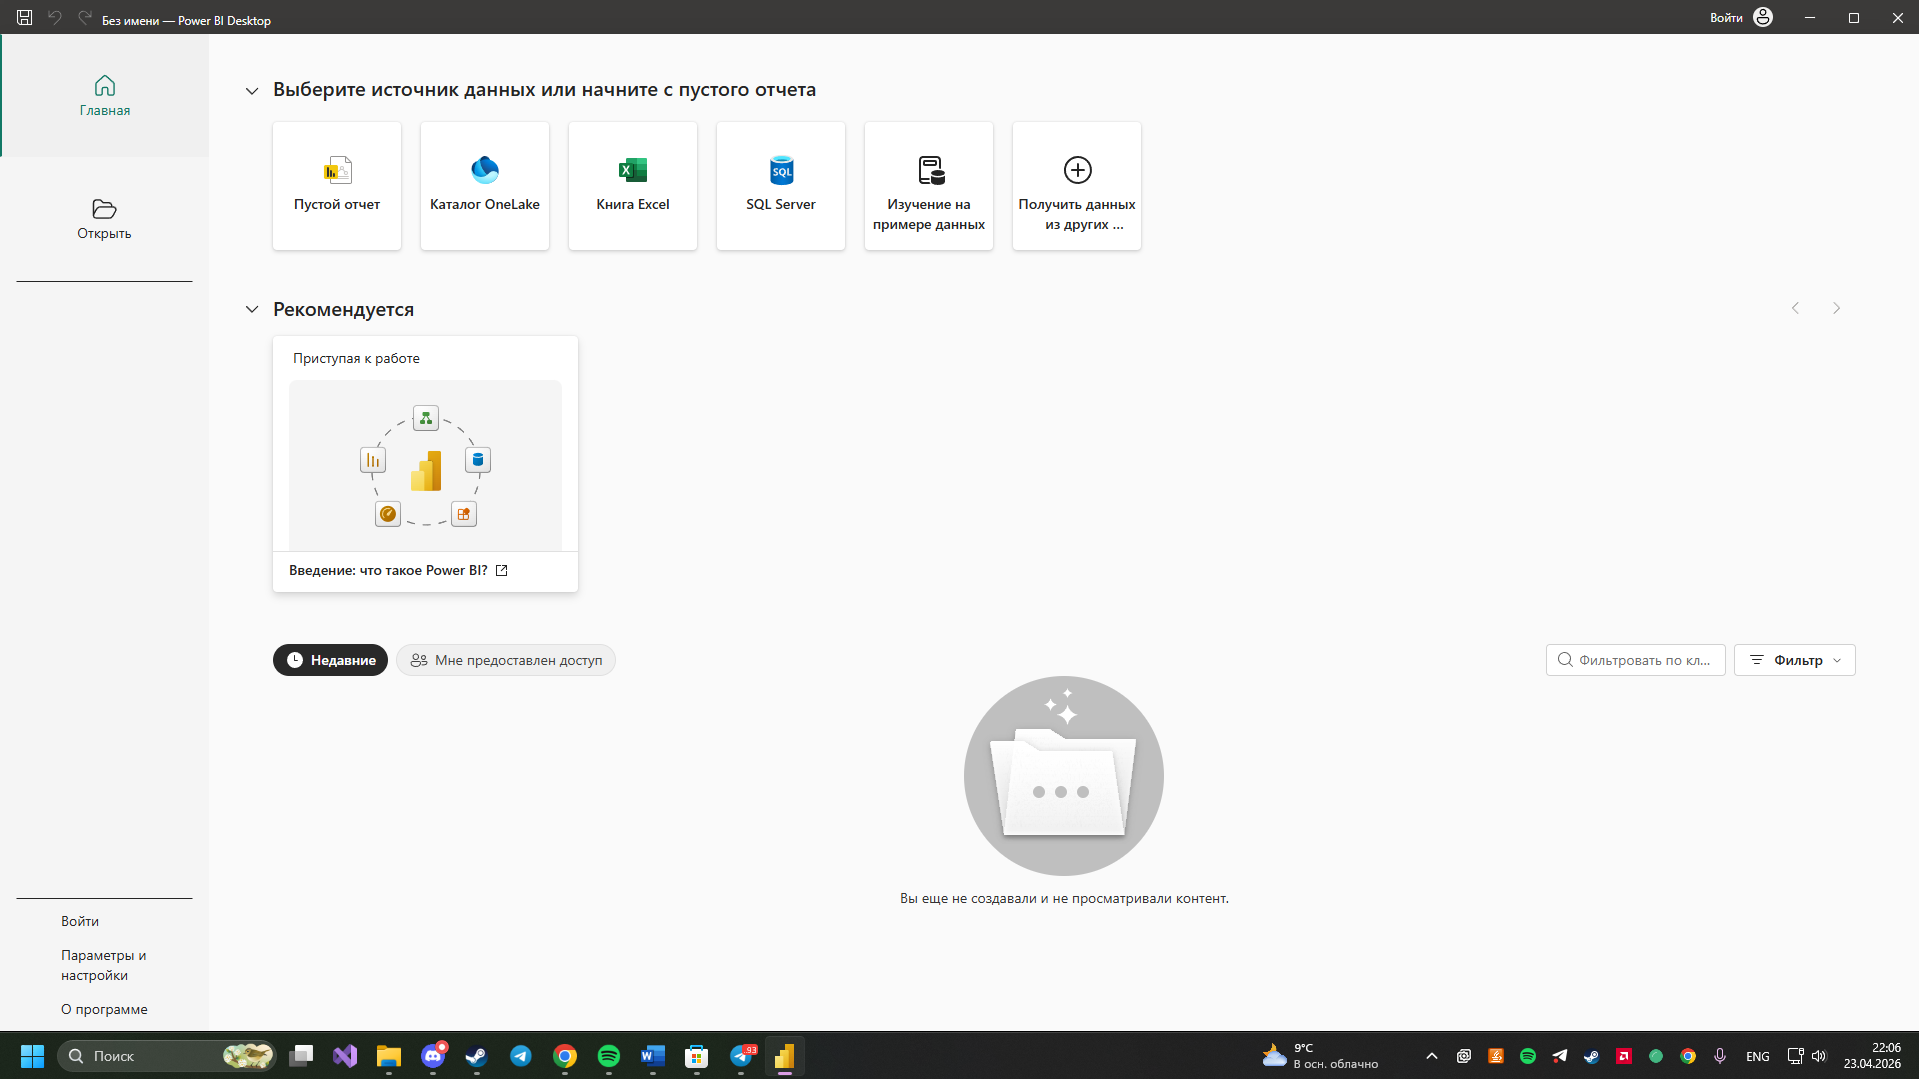 Без имени — Power BI Desktop
Войти
Главная
Открыть
Выберите источник данных или начните с пустого отчета
Пустой отчет
Каталог OneLake
Книга Excel
SQL
SQL Server
Изучение на
примере данных
Получить данных
из других ...
Рекомендуется
Приступая к работе
Введение: что такое Power BI?
Недавние
Мне предоставлен доступ
Фильтровать по кл...
Фильтр
Вы еще не создавали и не просматривали контент.
Войти
Параметры и
настройки
О программе
Поиск
93
9°C
В осн. облачно
ENG
22:06
23.04.2026